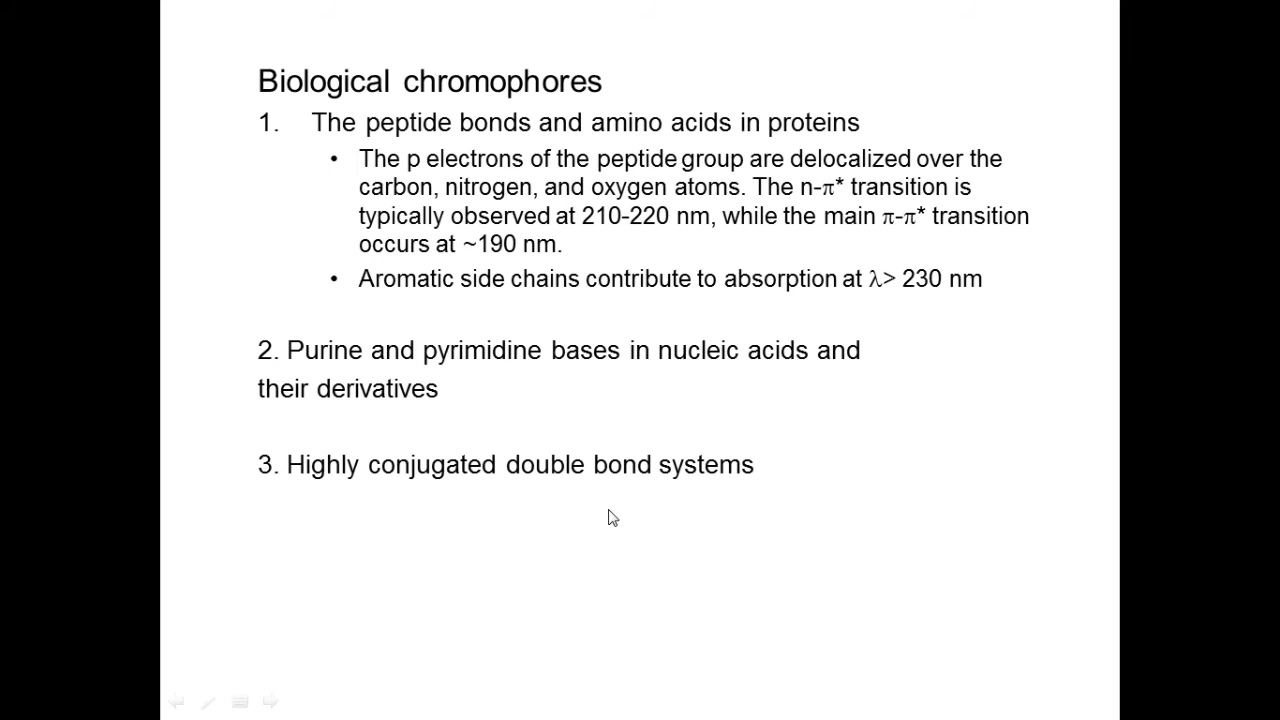 Biological chromophores
1. The peptide bonds and amino acids in proteins
• The p electrons of the peptide group are delocalized over the
carbon, nitrogen, and oxygen atoms. The n-π* transition is
typically observed at 210-220 nm, while the main π-π* transition
occurs at ~190 nm.
• Aromatic side chains contribute to absorption at λ> 230 nm
2. Purine and pyrimidine bases in nucleic acids and
their derivatives
3. Highly conjugated double bond systems